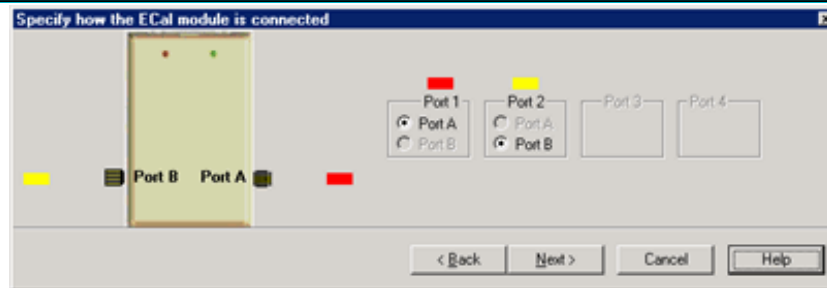 Specify how the ECal module is connected
Port 1
Port 2
Port 3
Port 4
Port A
Port A
Port B
Port B
Port B
Port A
< Back
Next >
Cancel
Help